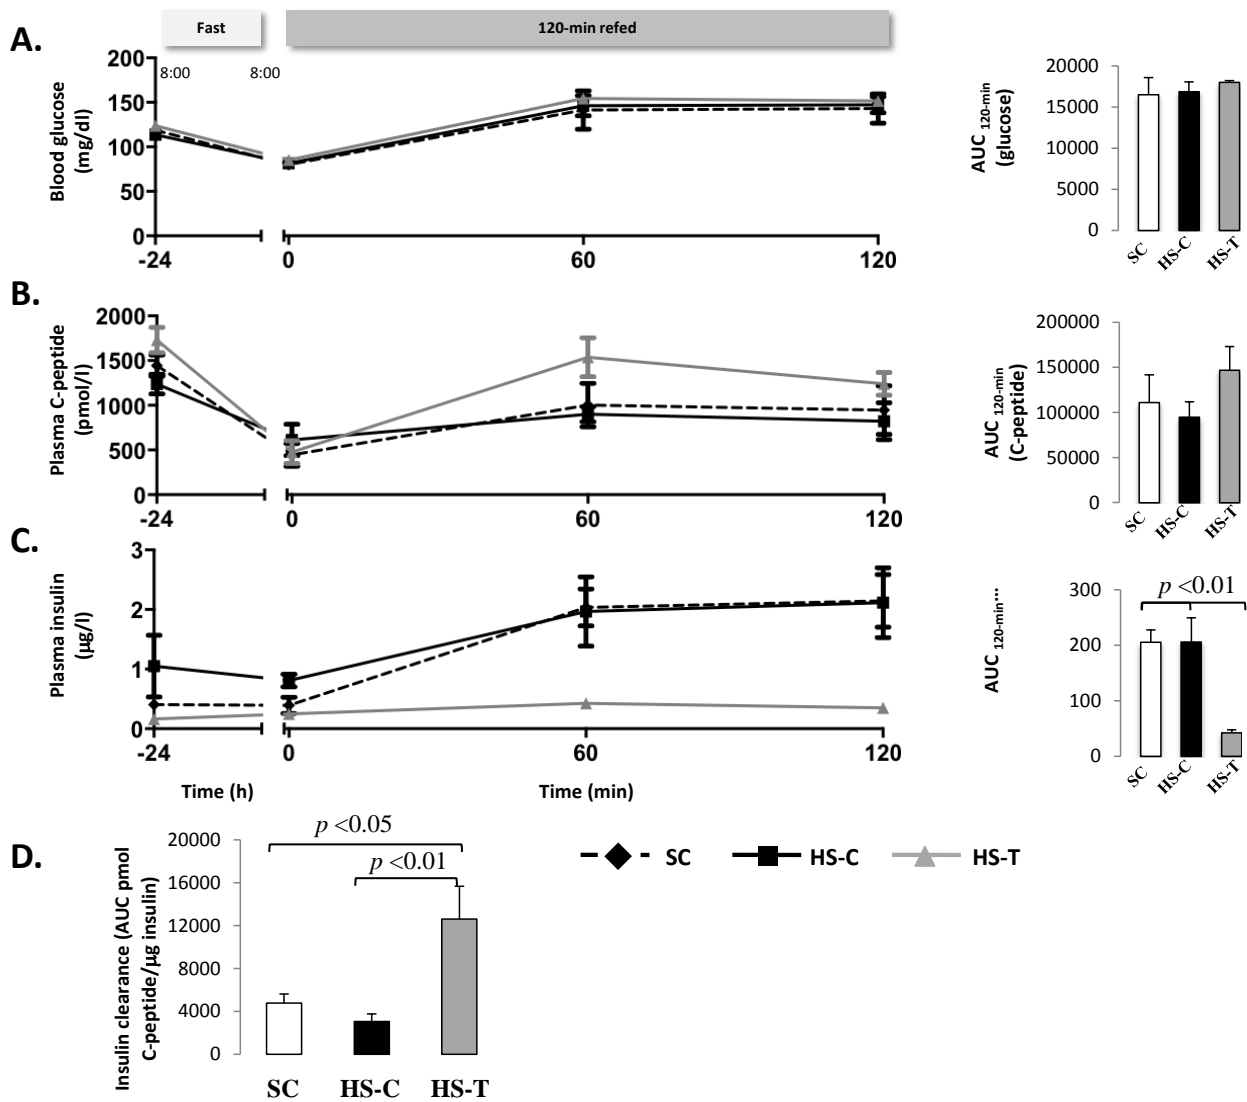 Fast
120-min refed
A.
Blood glucose
(mg/dl)
200
150
100
50
0
8:00
8:00
-24
0
60
120
AUC 120-min
(glucose)
20000
15000
10000
5000
0
SC
HS-C
HS-T
B.
Plasma C-peptide
(pmol/l)
2000
1500
1000
500
0
-24
0
60
120
AUC 120-min
(C-peptide)
200000
150000
100000
50000
0
SC
HS-C
HS-T
C.
Plasma insulin
(µg/l)
3
2
1
0
-24
0
60
120
Time (h)
Time (min)
AUC 120-min...
300
200
100
0
p <0.01
SC
HS-C
HS-T
D.
Insulin clearance (AUC pmol
C-peptide/µg insulin)
20000
16000
12000
8000
4000
0
p <0.05
p <0.01
SC
HS-C
HS-T
SC
HS-C
HS-T